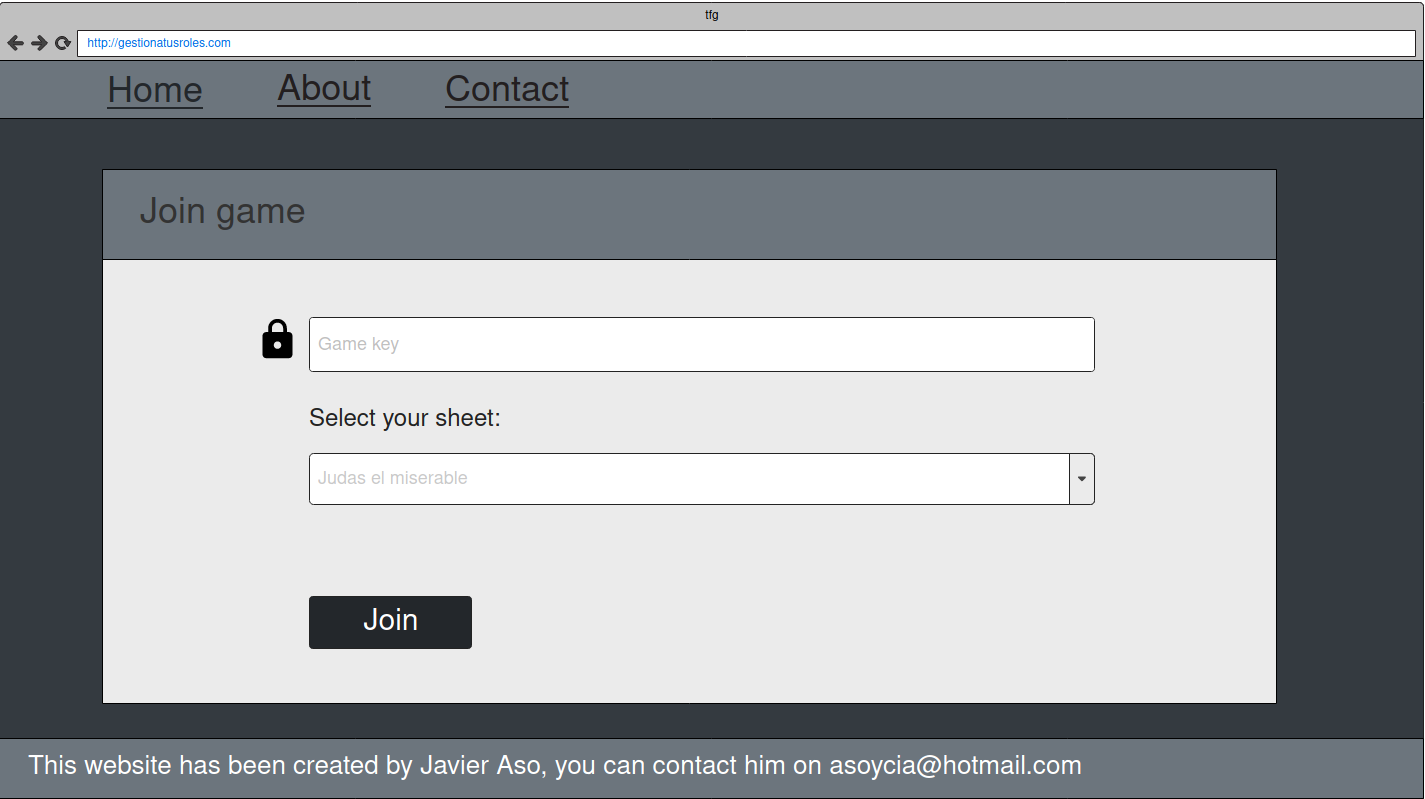 tfg
http://gestionatusroles.com
Home About Contact
Join game
Game key
Select your sheet:
Judas el miserable
Join
This website has been created by Javier Aso, you can contact him on asoycia@hotmail.com